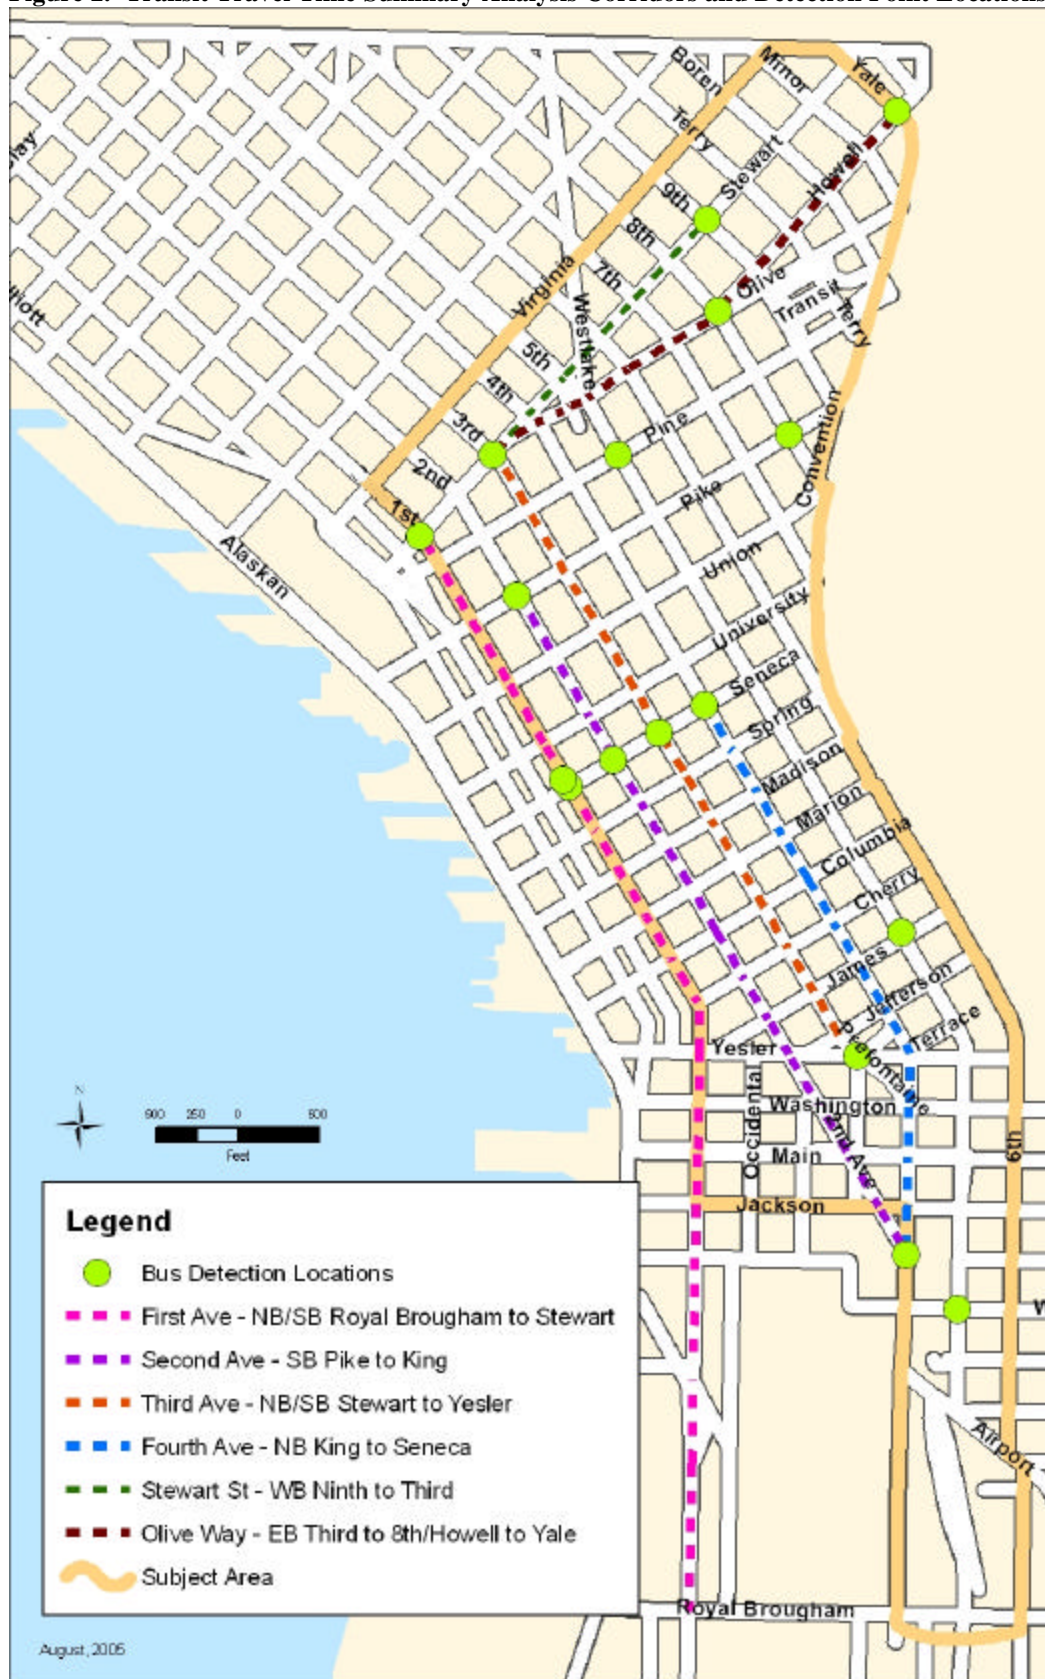 Figure 2. Transit Travel Time Summary Analysis Corridors and Detection Point Locations
Boren
Minor
Yale
Terry
Stewart
Howell
9th
8th
7th
Virginia
Olive
Transit
Terry
Westlake
5th
4th
3rd
Pine
2nd
Convention
Pike
1st
Alaskan
Union
University
Seneca
Spring
Madison
Marion
Columbia
Cherry
James
Jefferson
Terrace
Prefontaine
Yesler
Occidental
Washington
2nd Ave
Main
6th
Jackson
N
500 250 0 500
Feet
Legend
Bus Detection Locations
First Ave - NB/SB Royal Brougham to Stewart
Second Ave - SB Pike to King
Third Ave - NB/SB Stewart to Yesler
Fourth Ave - NB King to Seneca
Stewart St - WB Ninth to Third
Olive Way - EB Third to 8th/Howell to Yale
Subject Area
Airport
Royal Brougham
August, 2005